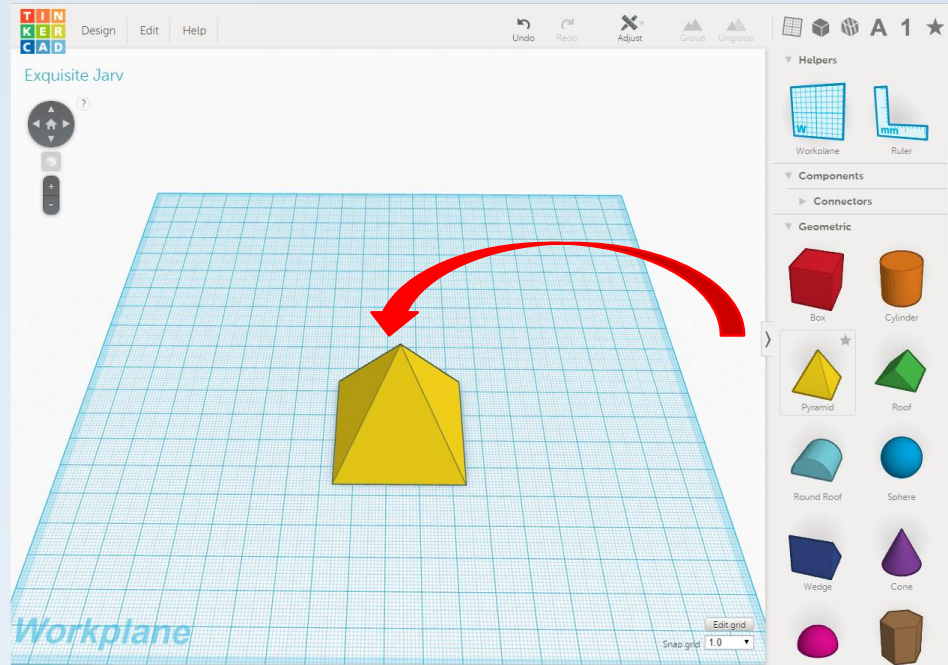 TIN
KER
CAD
Design Edit Help
Undo Redo Adjust Group Ungroup
A 1
Exquisite Jarv
?
+
-
Helpers
W
mm
Workplane Ruler
Components
Connectors
Geometric
Box Cylinder
Pyramid Roof
Round Roof Sphere
Wedge Cone
Workplane
Edit grid
Snap grid 1.0